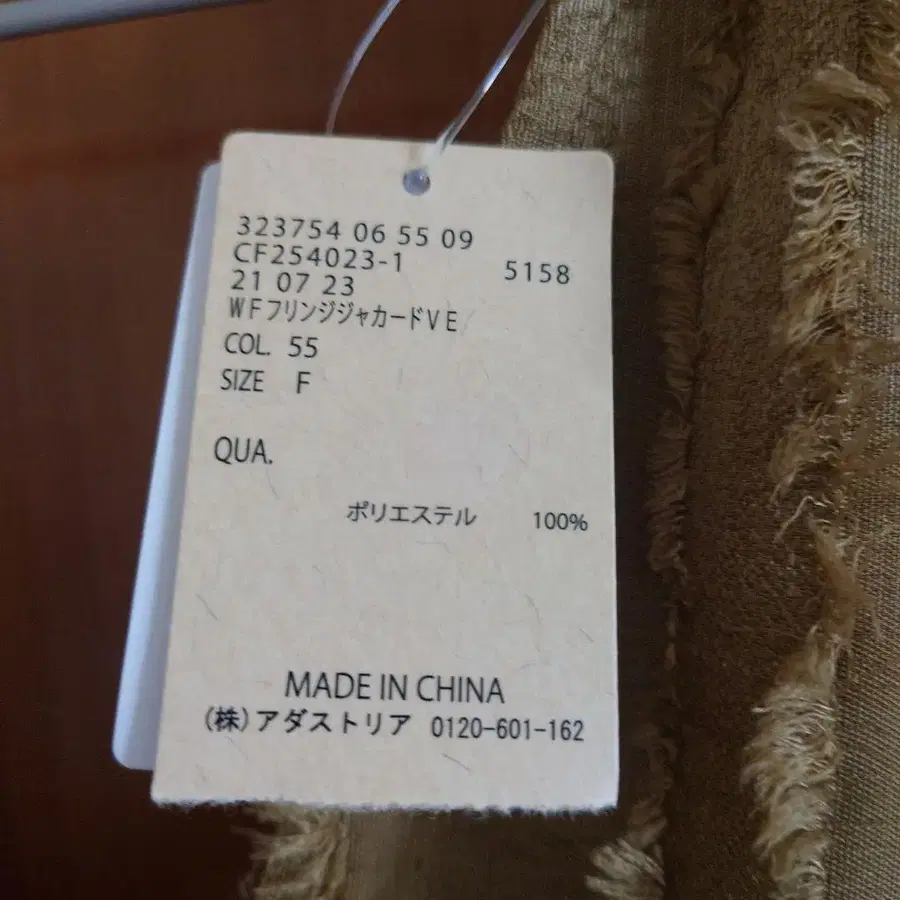 323754 06 55 09
CF254023-1 5158
21 07 23
WFフリンジジャカードVE
COL. 55
SIZE F
QUA.
ポリエステル 100%
MADE IN CHINA
(株)アダストリア 0120-601-162